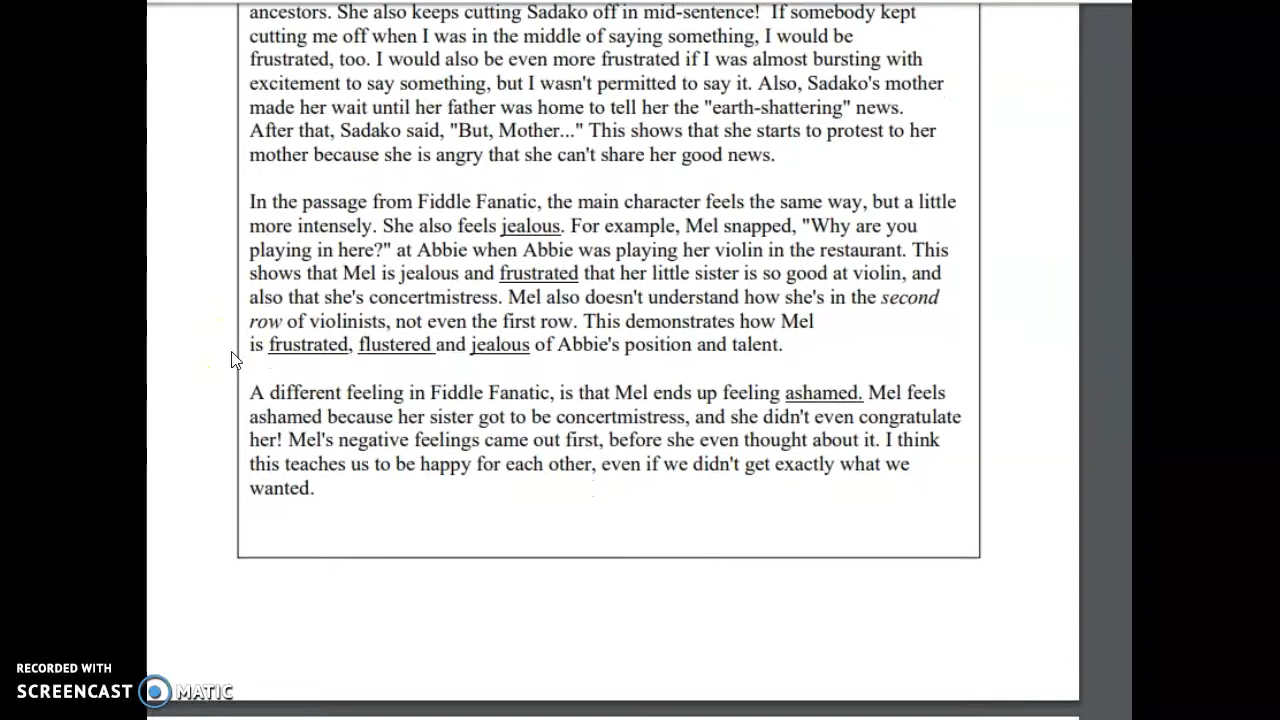 ancestors. She also keeps cutting Sadako off in mid-sentence!  If somebody kept
cutting me off when I was in the middle of saying something, I would be
frustrated, too. I would also be even more frustrated if I was almost bursting with
excitement to say something, but I wasn't permitted to say it. Also, Sadako's mother
made her wait until her father was home to tell her the "earth-shattering" news.
After that, Sadako said, "But, Mother..." This shows that she starts to protest to her
mother because she is angry that she can't share her good news.
In the passage from Fiddle Fanatic, the main character feels the same way, but a little
more intensely. She also feels jealous. For example, Mel snapped, "Why are you
playing in here?" at Abbie when Abbie was playing her violin in the restaurant. This
shows that Mel is jealous and frustrated that her little sister is so good at violin, and
also that she's concertmistress. Mel also doesn't understand how she's in the second
row of violinists, not even the first row. This demonstrates how Mel
is frustrated, flustered and jealous of Abbie's position and talent.
A different feeling in Fiddle Fanatic, is that Mel ends up feeling ashamed. Mel feels
ashamed because her sister got to be concertmistress, and she didn't even congratulate
her! Mel's negative feelings came out first, before she even thought about it. I think
this teaches us to be happy for each other, even if we didn't get exactly what we
wanted.
RECORDED WITH
SCREENCAST MATIC